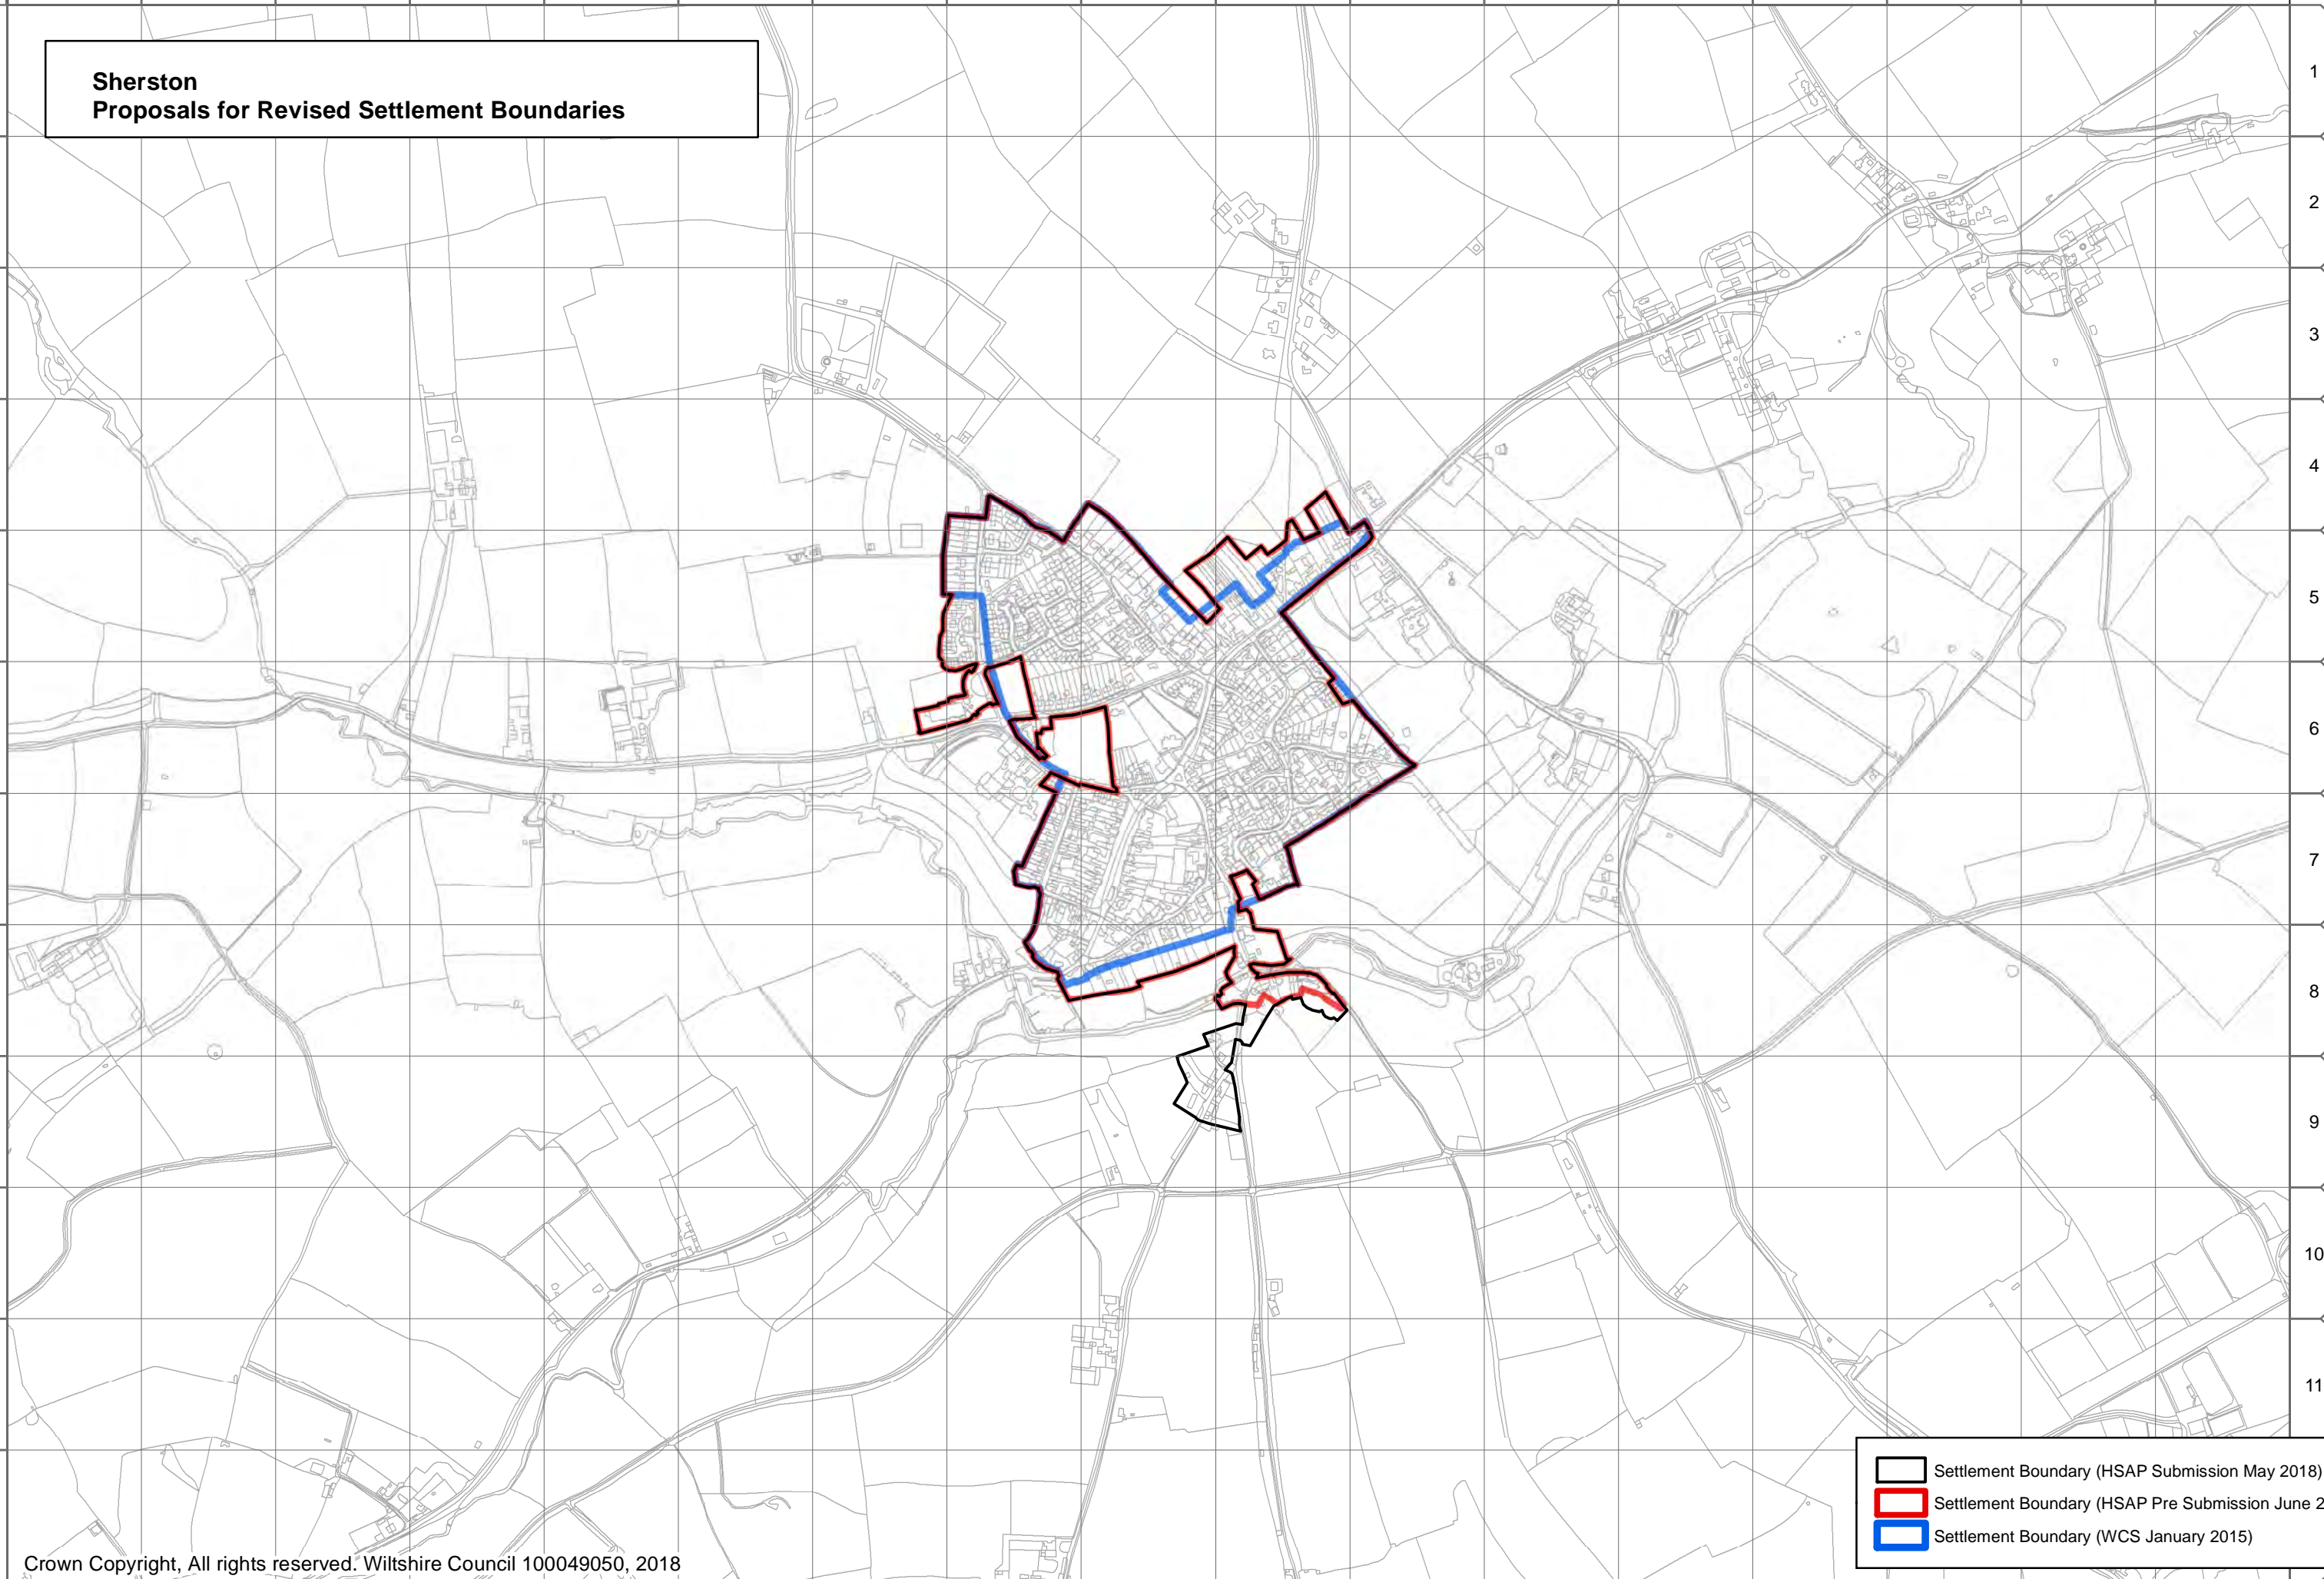 Sherston
Proposals for Revised Settlement Boundaries
1
2
3
4
5
6
7
8
9
10
11
Settlement Boundary (HSAP Submission May 2018)
Settlement Boundary (HSAP Pre Submission June 2
Settlement Boundary (WCS January 2015)
Crown Copyright, All rights reserved. Wiltshire Council 100049050, 2018